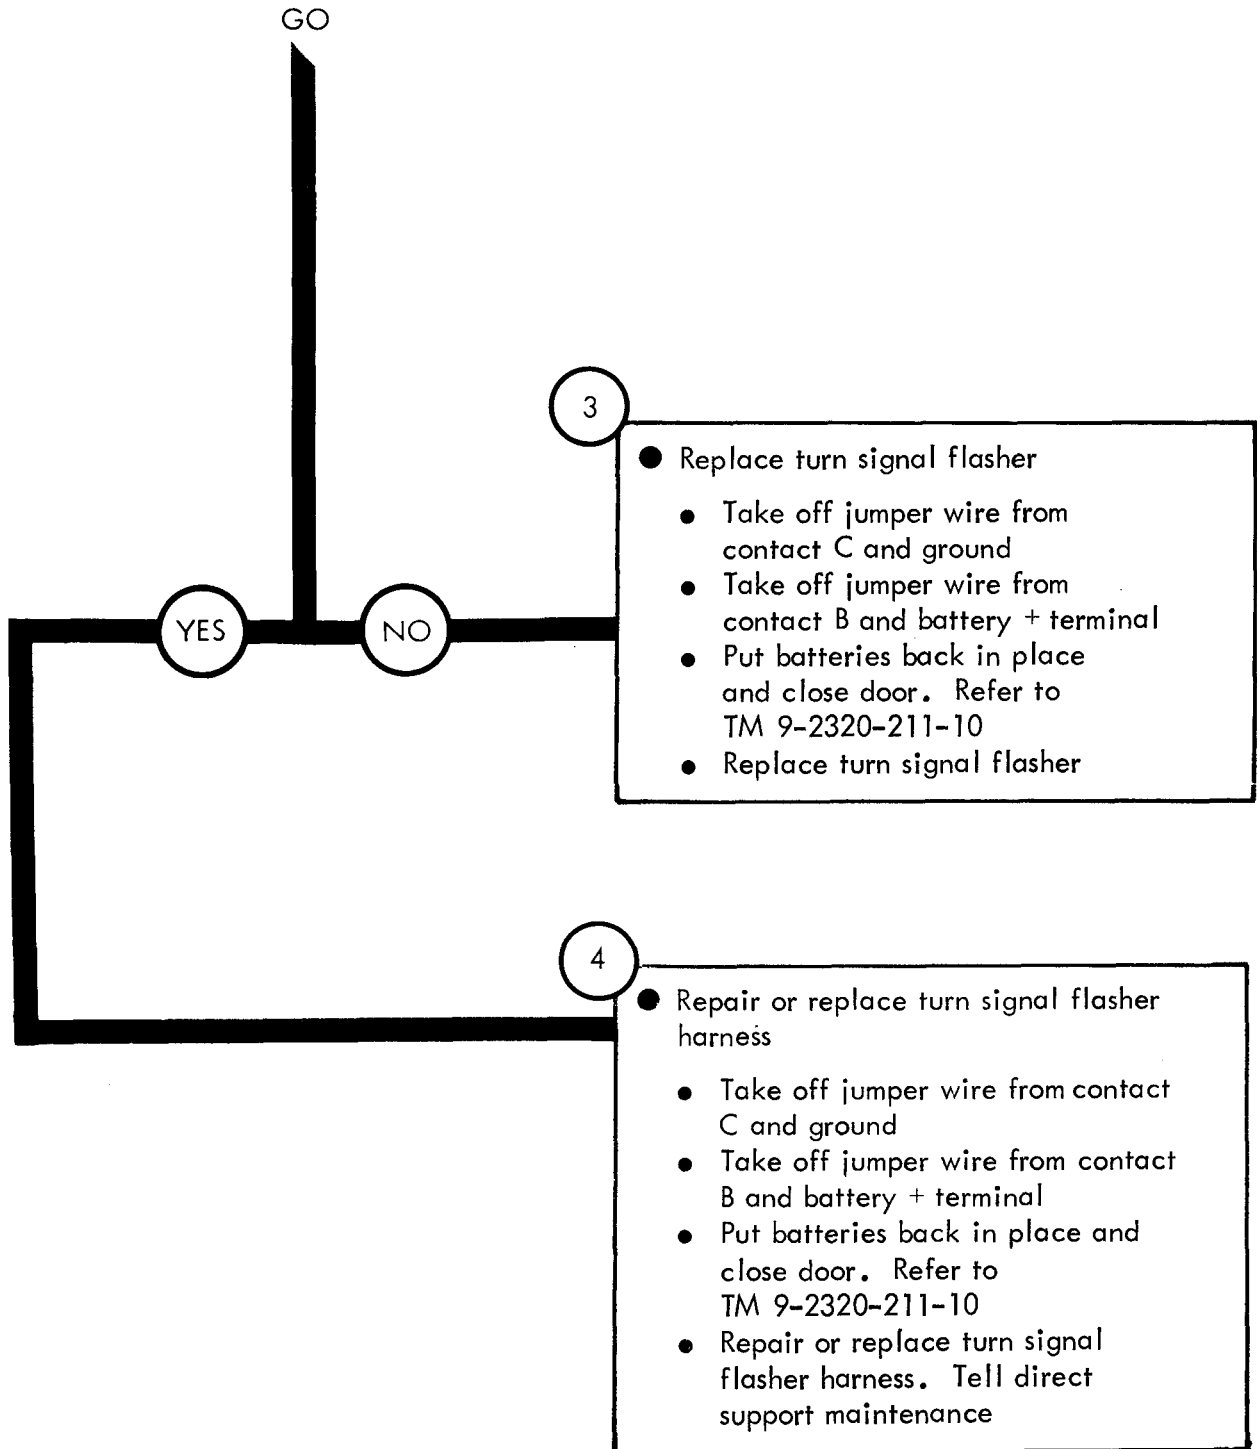 GO
YES
NO
3
● Replace turn signal flasher
● Take off jumper wire from
contact C and ground
● Take off jumper wire from
contact B and battery + terminal
● Put batteries back in place
and close door. Refer to
TM 9-2320-211-10
● Replace turn signal flasher
4
● Repair or replace turn signal flasher
harness
● Take off jumper wire from contact
C and ground
● Take off jumper wire from contact
B and battery + terminal
● Put batteries back in place and
close door. Refer to
TM 9-2320-211-10
● Repair or replace turn signal
flasher harness. Tell direct
support maintenance